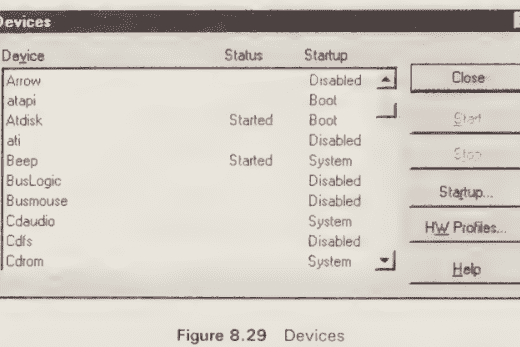 Devices
Device Status Startup
Arrow Disabled
atapi Boot
Atdisk Started Boot
ati Disabled
Beep Started System
BusLogic Disabled
Busmouse Disabled
Cdaudio System
Cdfs Disabled
Cdrom System
Close
Start
Stop
Startup...
HW Profiles...
Help
Figure 8.29 Devices